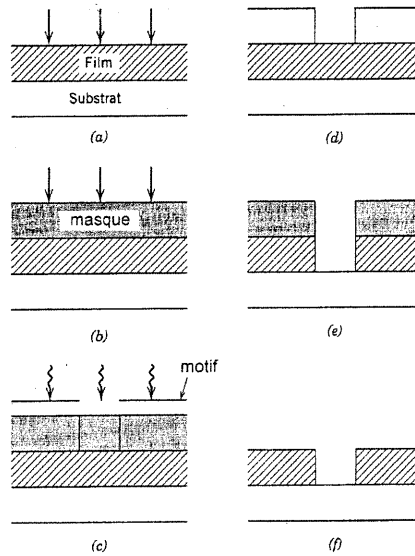 Film
Substrat
(a)
masque
(b)
motif
(c)
(d)
(e)
(f)